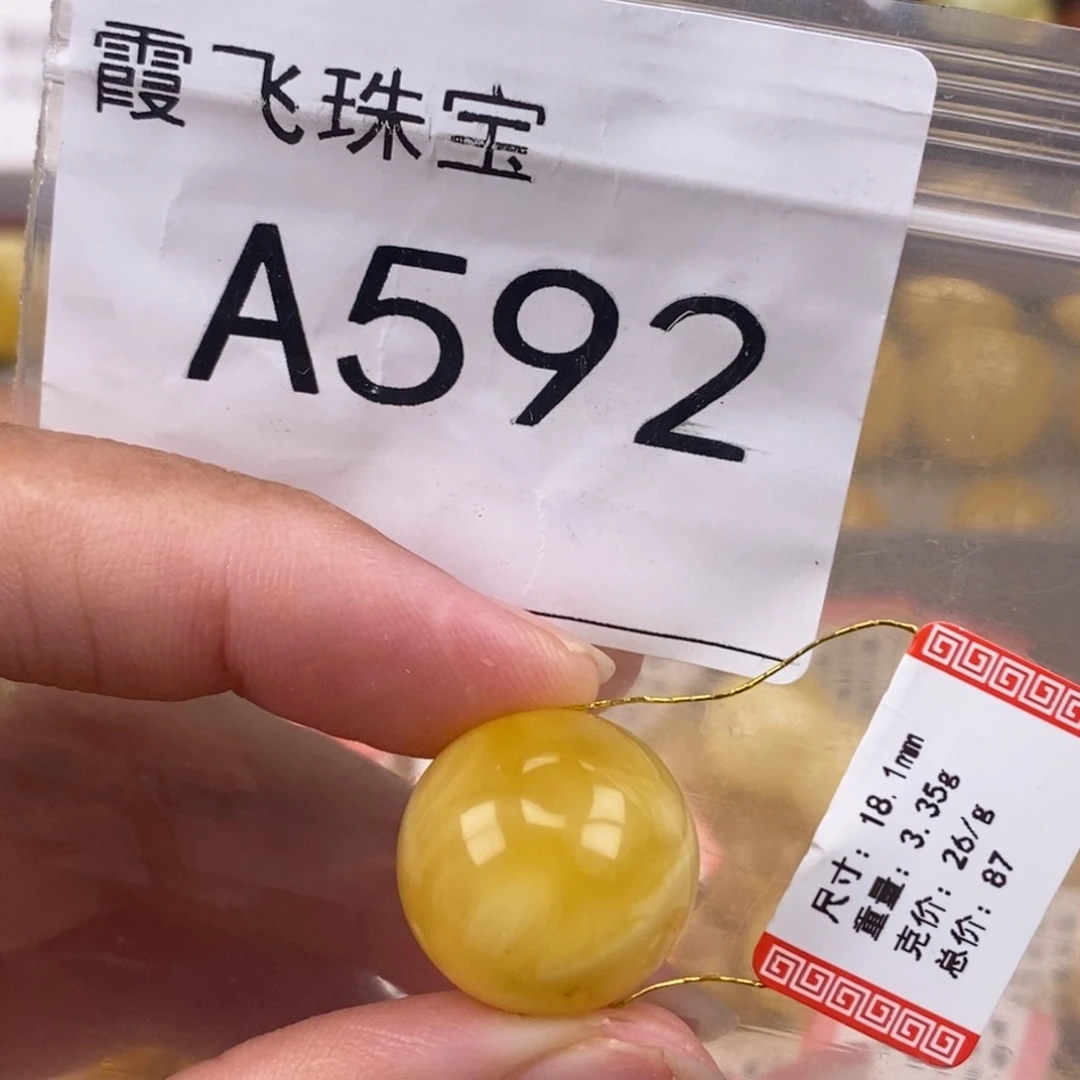 霞飞珠宝
A592
尺寸: 18.1mm
重量: 3.35g
克价: 26/g
总价: 87